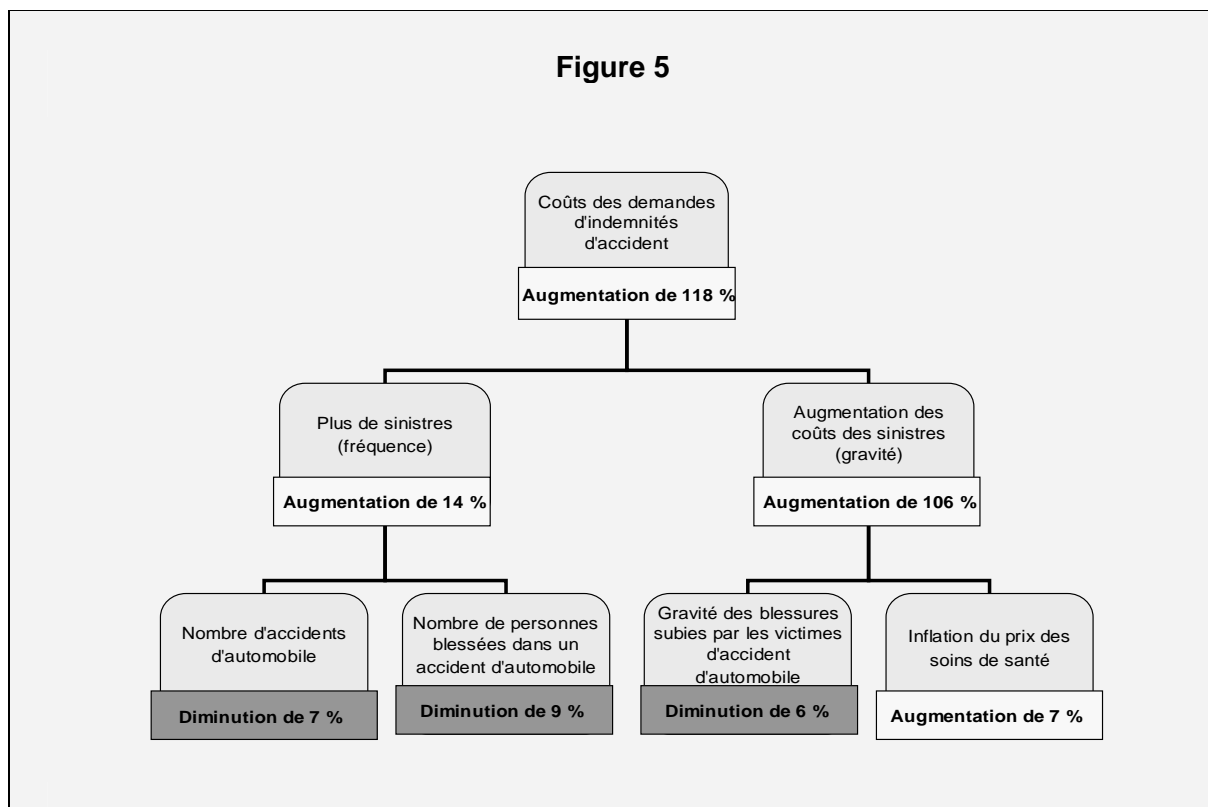 Figure 5
Coûts des demandes
d'indemnités
d'accident
Augmentation de 118 %
Plus de sinistres
(fréquence)
Augmentation de 14 %
Augmentation des
coûts des sinistres
(gravité)
Augmentation de 106 %
Nombre d'accidents
d'automobile
Diminution de 7 %
Nombre de personnes
blessées dans un
accident d'automobile
Diminution de 9 %
Gravité des blessures
subies par les victimes
d'accident
d'automobile
Diminution de 6 %
Inflation du prix des
soins de santé
Augmentation de 7 %